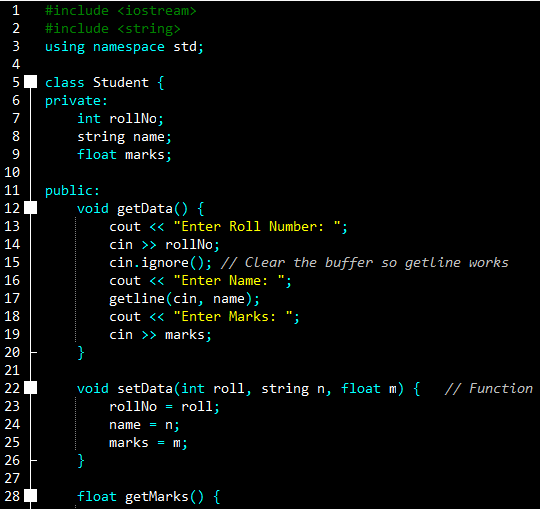 1 #include <iostream>
2 #include <string>
3 using namespace std;
4
5 class Student {
6 private:
7     int rollNo;
8     string name;
9     float marks;
10
11 public:
12     void getData() {
13         cout << "Enter Roll Number: ";
14         cin >> rollNo;
15         cin.ignore(); // Clear the buffer so getline works
16         cout << "Enter Name: ";
17         getline(cin, name);
18         cout << "Enter Marks: ";
19         cin >> marks;
20     }
21
22     void setData(int roll, string n, float m) {   // Function
23         rollNo = roll;
24         name = n;
25         marks = m;
26     }
27
28     float getMarks() {